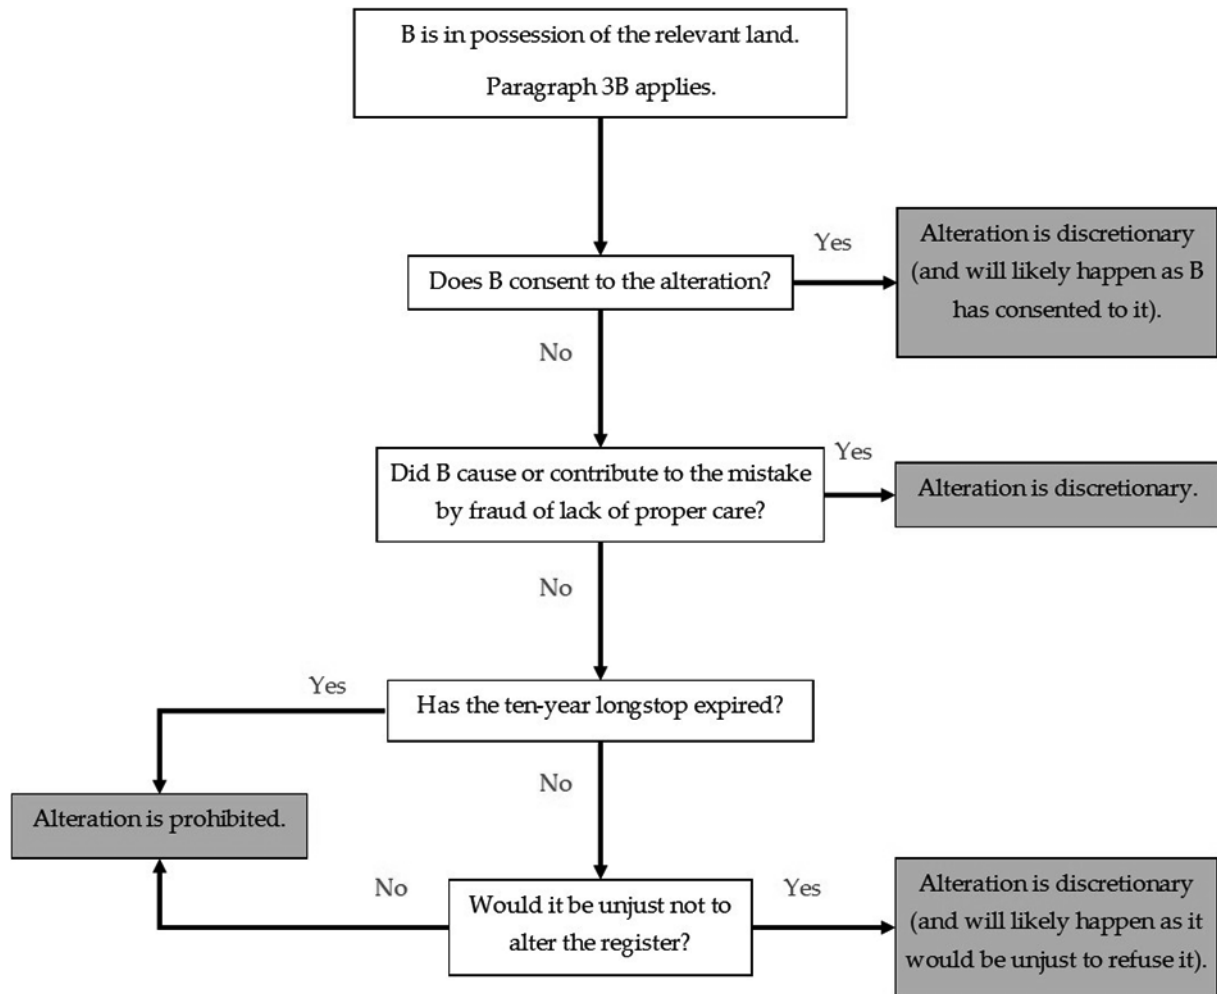 B is in possession of the relevant land.
Paragraph 3B applies.
Yes
Alteration is discretionary
(and will likely happen as B
has consented to it).
Does B consent to the alteration?
No
Did B cause or contribute to the mistake
by fraud of lack of proper care?
Yes
Alteration is discretionary.
No
Yes
Has the ten-year longstop expired?
No
Alteration is prohibited.
No
Would it be unjust not to
alter the register?
Yes
Alteration is discretionary
(and will likely happen as it
would be unjust to refuse it).